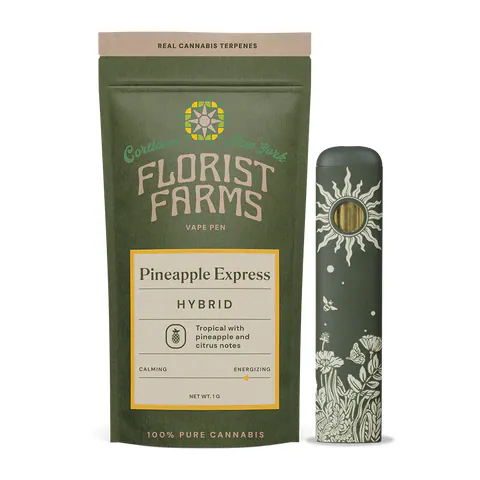 REAL CANNABIS TERPENES
Cortland New York
FLORIST
FARMS
VAPE PEN
Pineapple Express
HYBRID
Tropical with
pineapple and
citrus notes
CALMING ENERGIZING
NET WT. 1 G
100% PURE CANNABIS